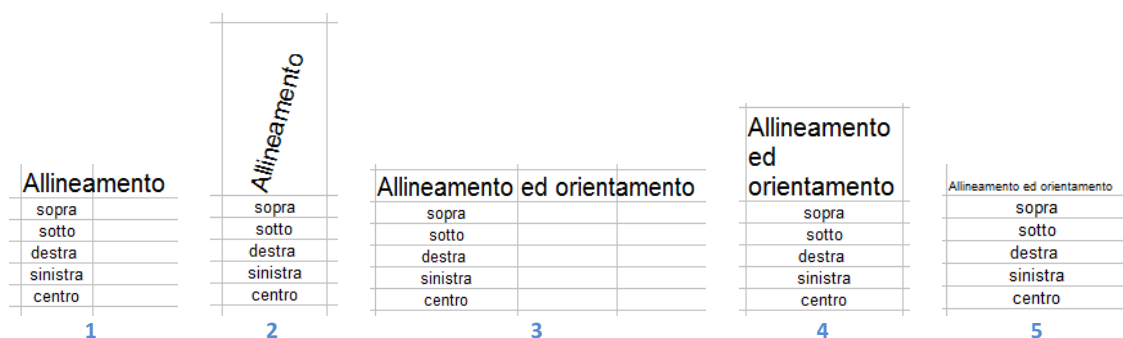 Allineamento
sopra
sotto
destra
sinistra
centro
1
Allineamento
sopra
sotto
destra
sinistra
centro
2
Allineamento ed orientamento
sopra
sotto
destra
sinistra
centro
3
Allineamento
ed
orientamento
sopra
sotto
destra
sinistra
centro
4
Allineamento ed orientamento
sopra
sotto
destra
sinistra
centro
5